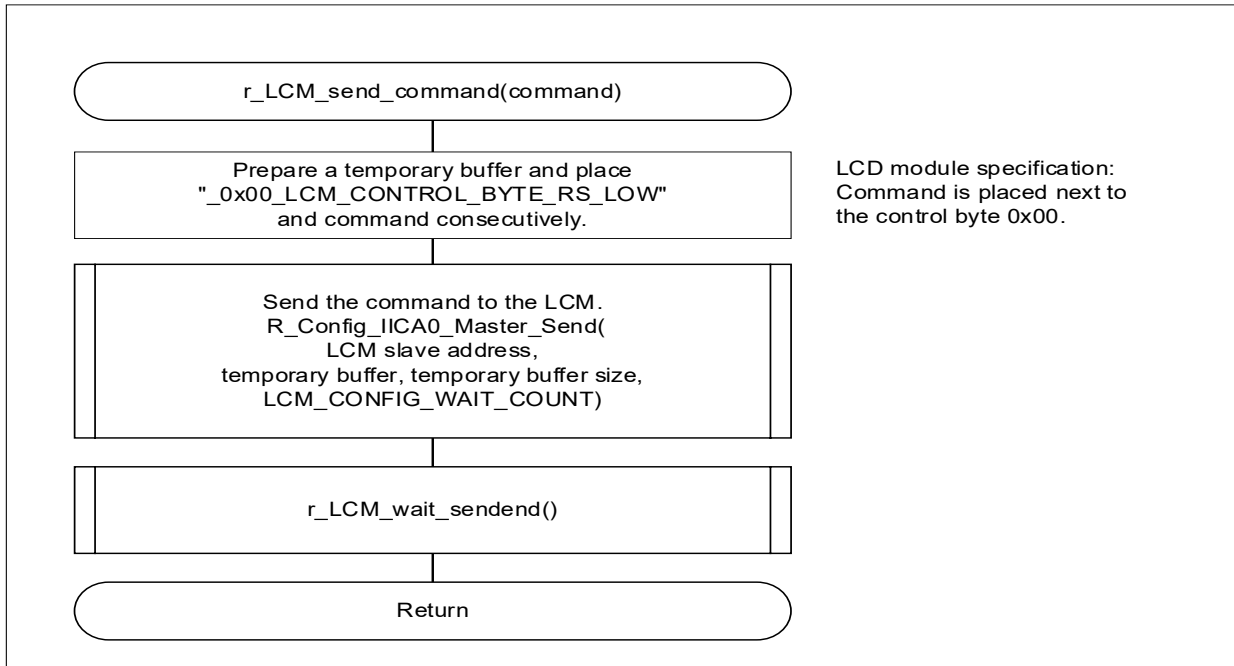 r_LCM_send_command(command)
Prepare a temporary buffer and place
"_0x00_LCM_CONTROL_BYTE_RS_LOW"
and command consecutively.
LCD module specification:
Command is placed next to
the control byte 0x00.
Send the command to the LCM.
R_Config_IICA0_Master_Send(
LCM slave address,
temporary buffer, temporary buffer size,
LCM_CONFIG_WAIT_COUNT)
r_LCM_wait_sendend()
Return